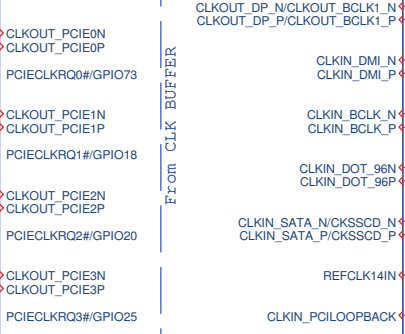 CLKOUT_DP_N/CLKOUT_BCLK1_N
CLKOUT_DP_P/CLKOUT_BCLK1_P
CLKOUT_PCIE0N
CLKOUT_PCIE0P
PCIECLKRQ0#/GPIO73
CLKOUT_PCIE1N
CLKOUT_PCIE1P
PCIECLKRQ1#/GPIO18
CLKOUT_PCIE2N
CLKOUT_PCIE2P
PCIECLKRQ2#/GPIO20
CLKOUT_PCIE3N
CLKOUT_PCIE3P
PCIECLKRQ3#/GPIO25
From CLK BUFFER
CLKIN_DMI_N
CLKIN_DMI_P
CLKIN_BCLK_N
CLKIN_BCLK_P
CLKIN_DOT_96N
CLKIN_DOT_96P
CLKIN_SATA_N/CKSSCD_N
CLKIN_SATA_P/CKSSCD_P
REFCLK14IN
CLKIN_PCILOOPBACK